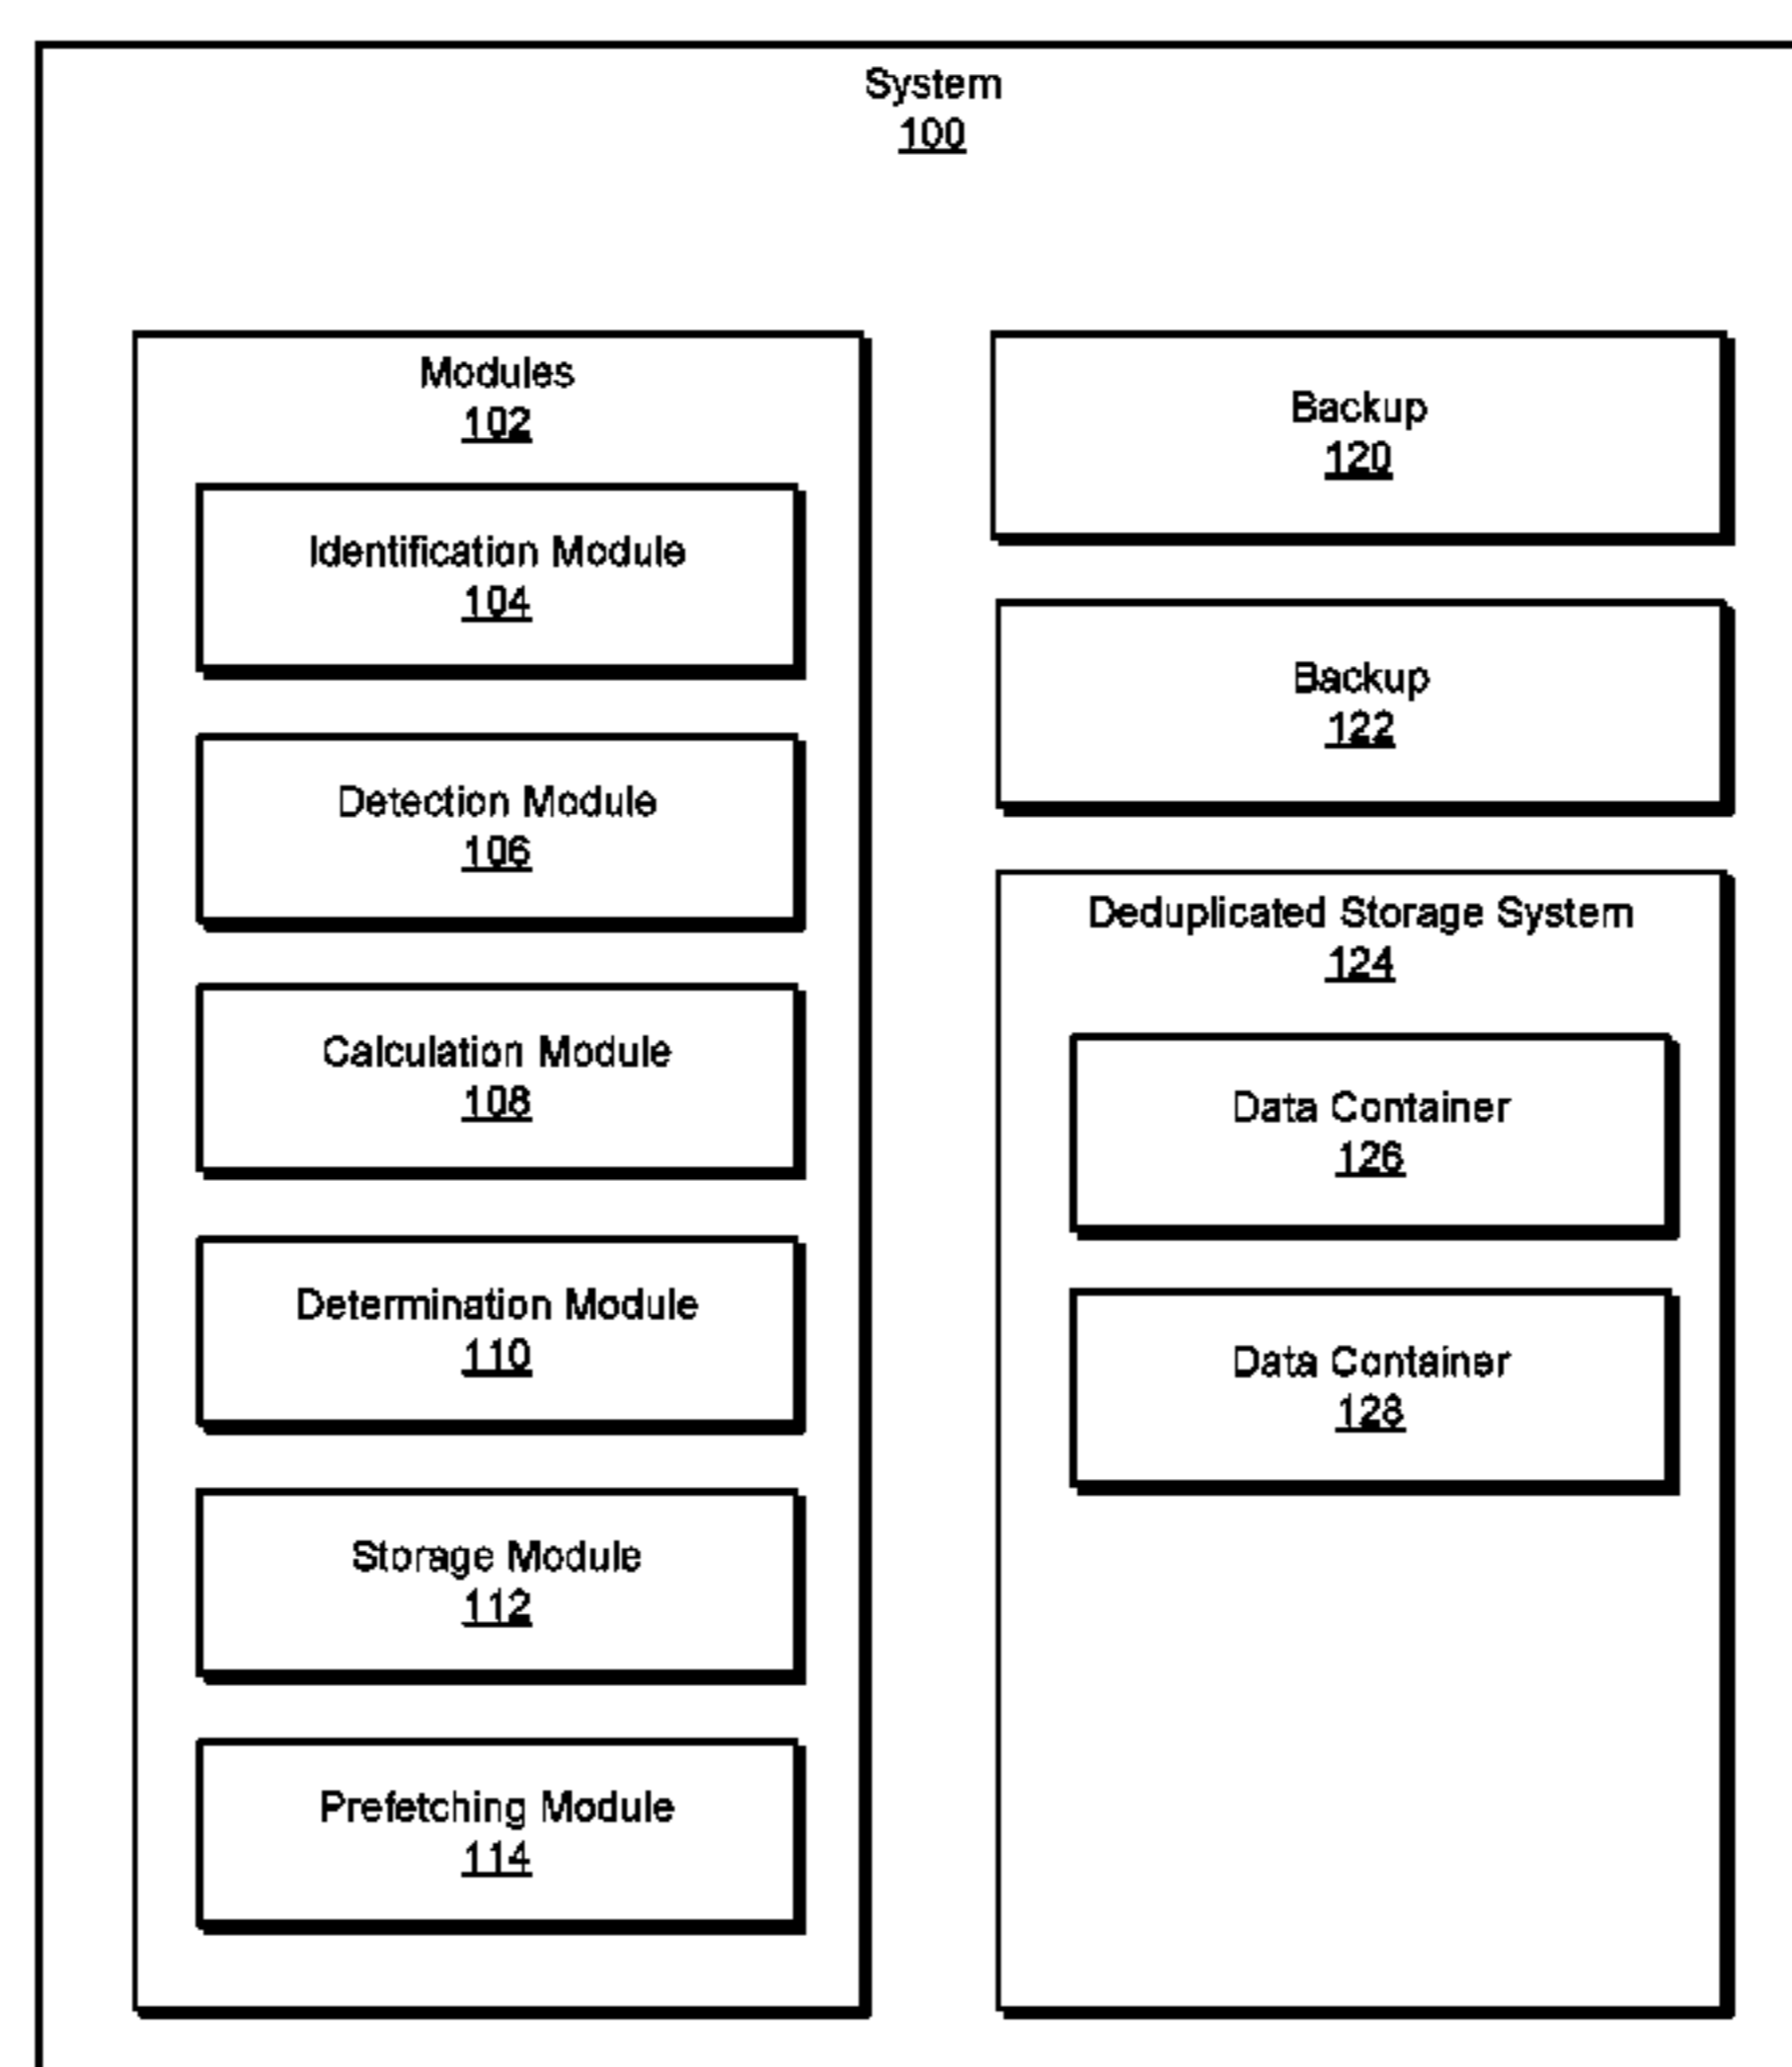 System
100
Modules
102
Identification Module
104
Detection Module
106
Calculation Module
108
Determination Module
110
Storage Module
112
Prefetching Module
114
Backup
120
Backup
122
Deduplicated Storage System
124
Data Container
126
Data Container
128